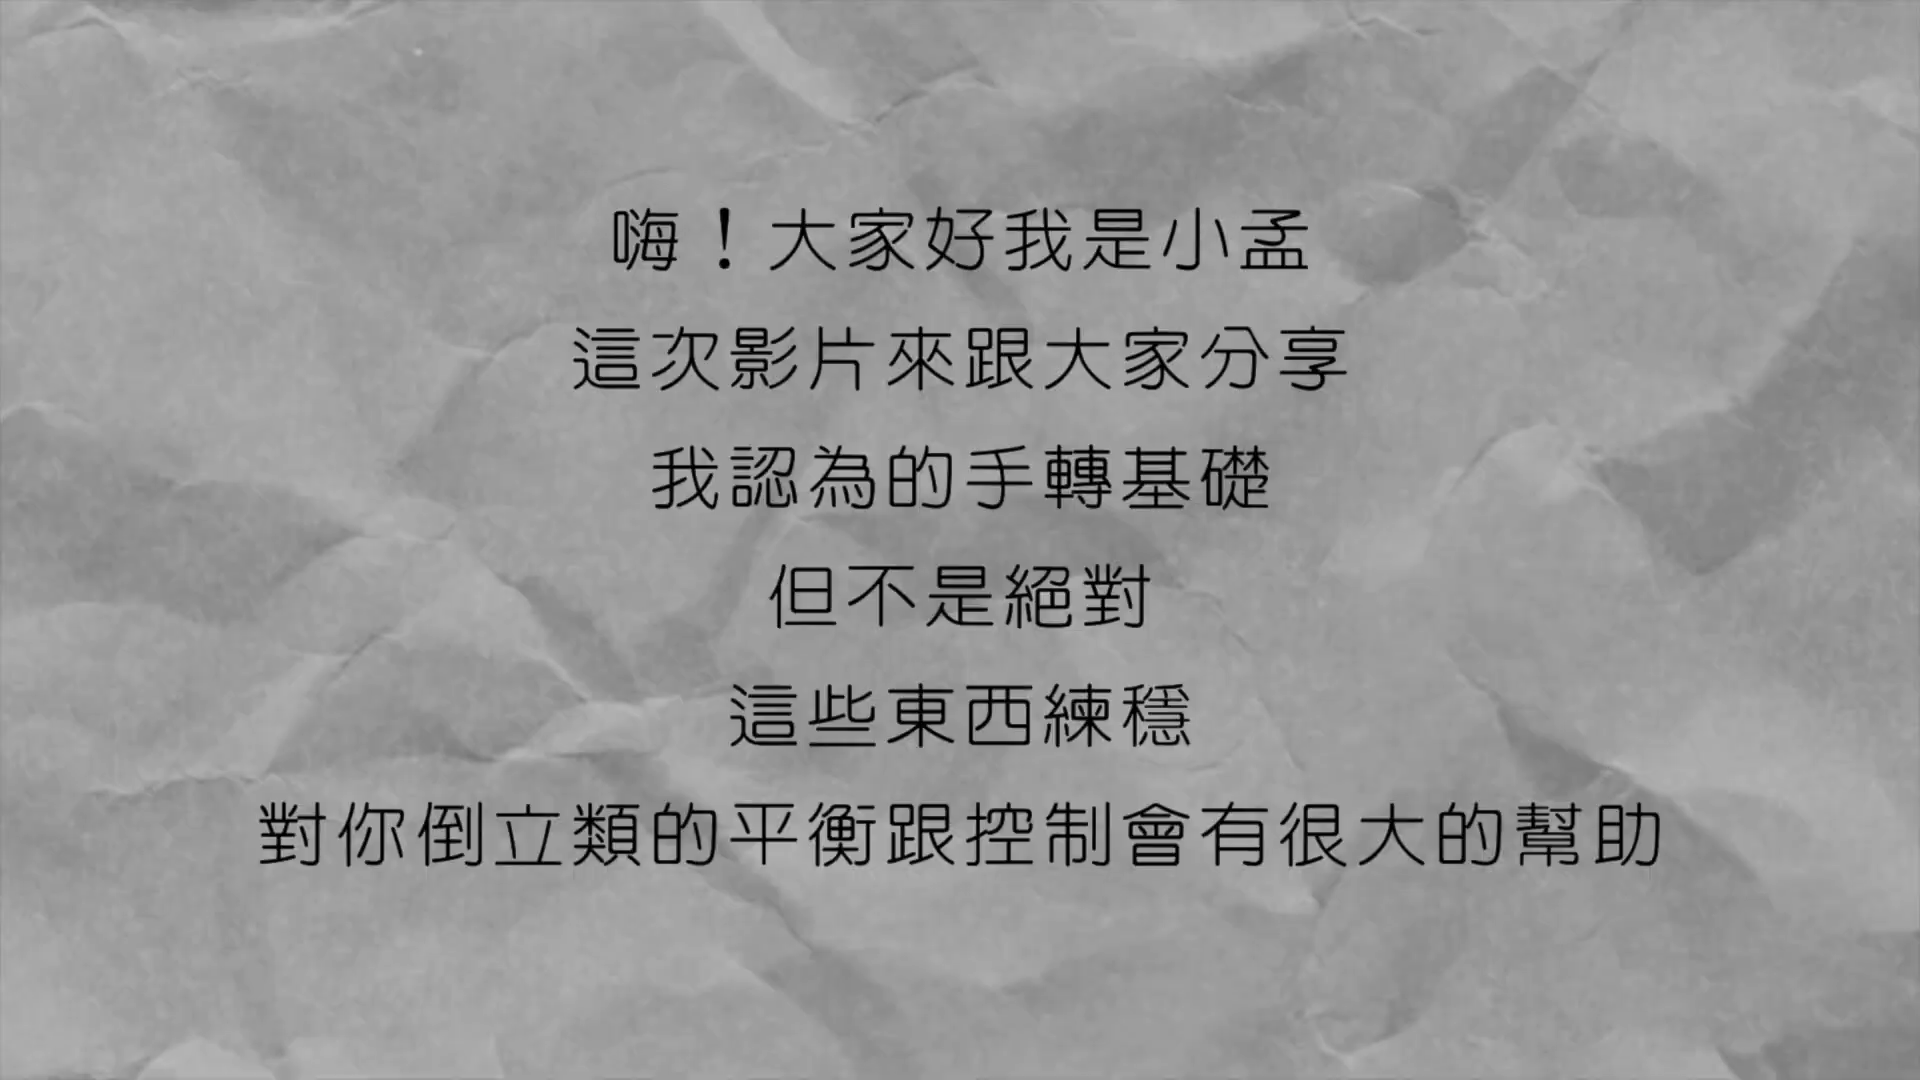 嗨！大家好我是小孟
這次影片來跟大家分享
我認為的手轉基礎
但不是絕對
這些東西練穩
對你倒立類的平衡跟控制會有很大的幫助